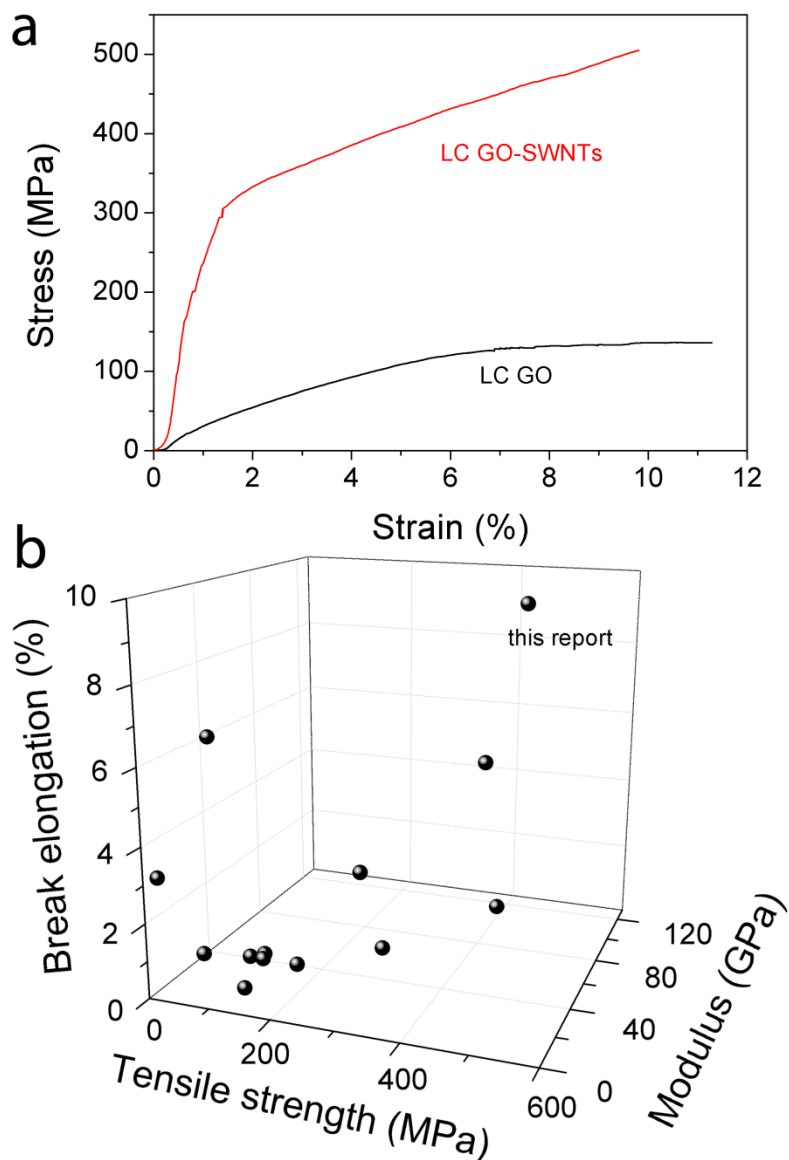 a
500
400
300
200
100
0
Stress (MPa)
LC GO-SWNTs
LC GO
0 2 4 6 8 10 12
Strain (%)
b
10
8
6
4
2
0
Break elongation (%)
this report
0
200
400
600
Tensile strength (MPa)
120
80
40
0
Modulus (GPa)